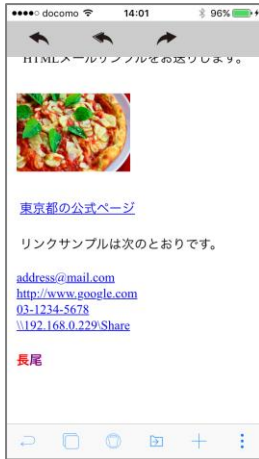 docomo 14:01 96%
HTMLメールサンプルをお送りします。
東京都の公式ページ
リンクサンプルは次のとおりです。
address@mail.com
http://www.google.com
03-1234-5678
\\192.168.0.229\Share
長尾